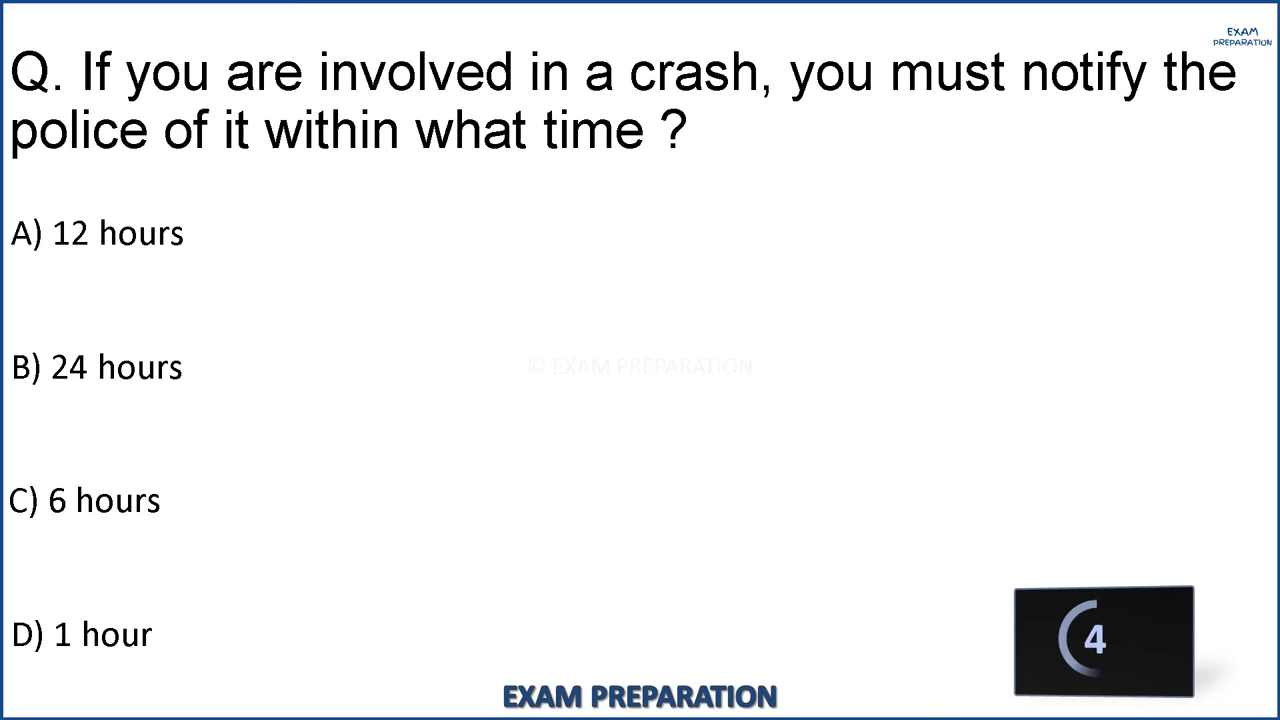 EXAM
PREPARATION
Q. If you are involved in a crash, you must notify the
police of it within what time ?
A) 12 hours
B) 24 hours
© EXAM PREPARATION
C) 6 hours
D) 1 hour
4
EXAM PREPARATION